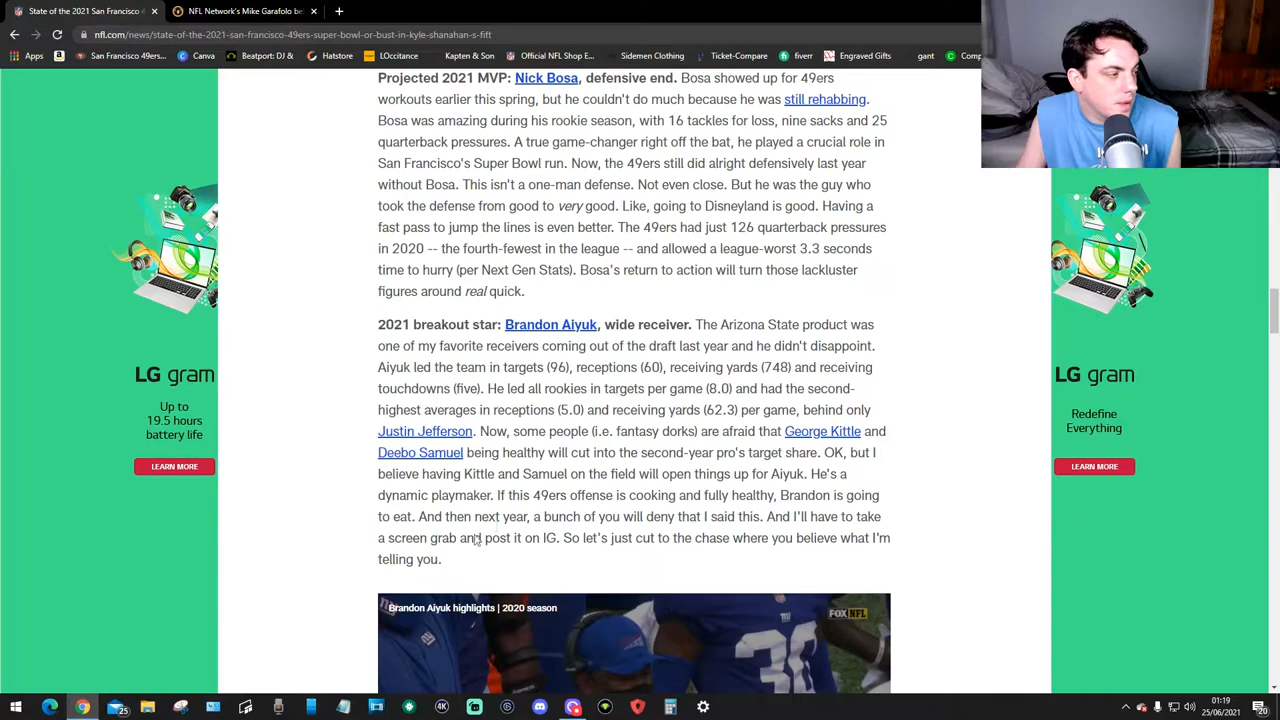 State of the 2021 San Francisco
NFL Network's Mike Garafolo be
nfl.com/news/state-of-the-2021-san-francisco-49ers-super-bowl-or-bust-in-kyle-shanahan-s-fift
Apps
San Francisco 49ers...
Canva
Beatport: DJ &
Hotstar
LOccitance
Kapten & Son
Official NFL Shop E...
Sidemen Clothing
Ticket-Compare
fiverr
Engraved Gifts
gant
Comp
Projected 2021 MVP: Nick Bosa, defensive end. Bosa showed up for 49ers
workouts earlier this spring, but he couldn't do much because he was still rehabbing.
Bosa was amazing during his rookie season, with 16 tackles for loss, nine sacks and 25
quarterback pressures. A true game-changer right off the bat, he played a crucial role in
San Francisco's Super Bowl run. Now, the 49ers still did alright defensively last year
without Bosa. This isn't a one-man defense. Not even close. But he was the guy who
took the defense from good to very good. Like, going to Disneyland is good. Having a
fast pass to jump the lines is even better. The 49ers had just 126 quarterback pressures
in 2020 -- the fourth-fewest in the league -- and allowed a league-worst 3.3 seconds
time to hurry (per Next Gen Stats). Bosa's return to action will turn those lackluster
figures around real quick.
2021 breakout star: Brandon Aiyuk, wide receiver. The Arizona State product was
one of my favorite receivers coming out of the draft last year and he didn't disappoint.
Aiyuk led the team in targets (96), receptions (60), receiving yards (748) and receiving
touchdowns (five). He led all rookies in targets per game (8.0) and had the second-
highest averages in receptions (5.0) and receiving yards (62.3) per game, behind only
Justin Jefferson. Now, some people (i.e. fantasy dorks) are afraid that George Kittle and
Deebo Samuel being healthy will cut into the second-year pro's target share. OK, but I
believe having Kittle and Samuel on the field will open things up for Aiyuk. He's a
dynamic playmaker. If this 49ers offense is cooking and fully healthy, Brandon is going
to eat. And then next year, a bunch of you will deny that I said this. And I'll have to take
a screen grab and post it on IG. So let's just cut to the chase where you believe what I'm
telling you.
Brandon Aiyuk highlights | 2020 season
FOX NFL
LG gram
Up to
19.5 hours
battery life
LEARN MORE
LG gram
Redefine
Everything
LEARN MORE
25
4K
01:19
25/06/2021
20